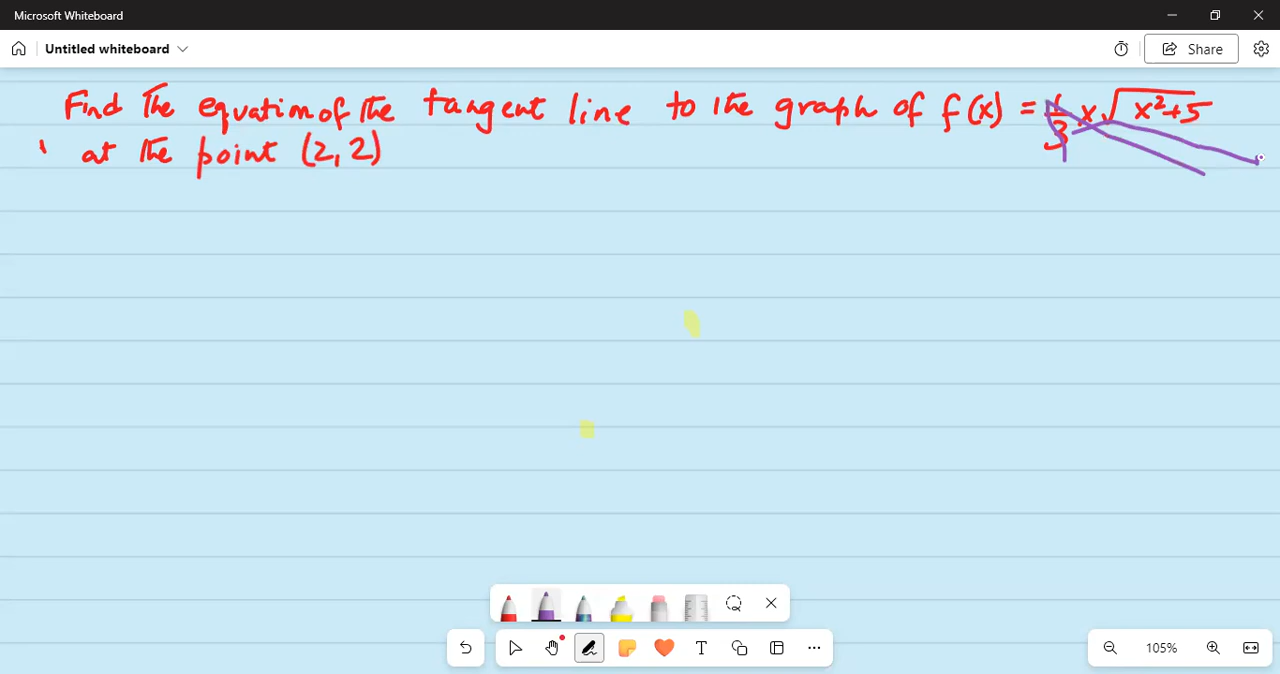 Microsoft Whiteboard
Untitled whiteboard
Share
Find the equation of the tangent line to the graph of f(x) = 1/3 x √(x²+5)
at the point (2, 2)
T
105%